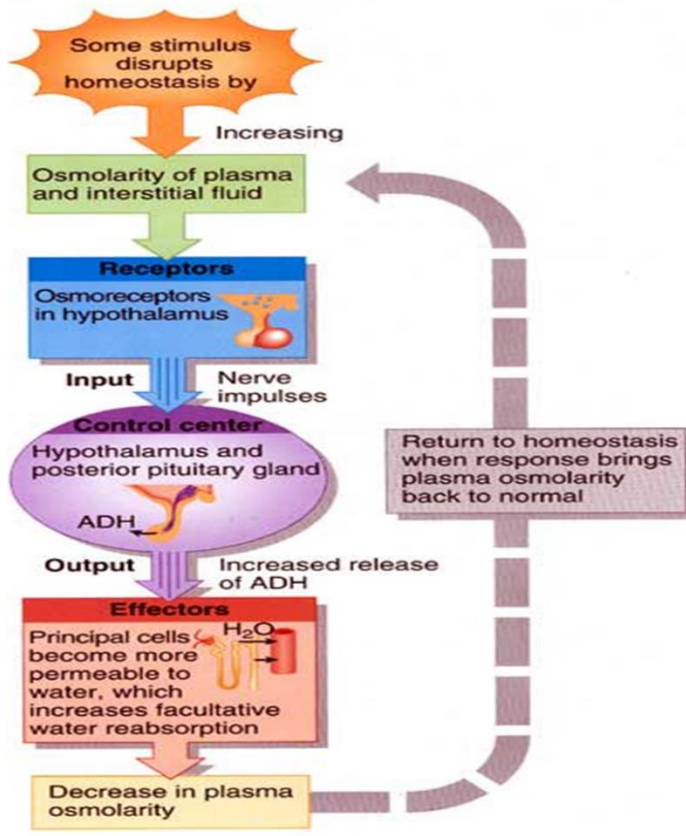 Some stimulus
disrupts
homeostasis by
Increasing
Osmolarity of plasma
and interstitial fluid
Receptors
Osmoreceptors
in hypothalamus
Input
Nerve
impulses
Control center
Hypothalamus and
posterior pituitary gland
ADH
Output
Increased release
of ADH
Effectors
H₂O
Principal cells
become more
permeable to
water, which
increases facultative
water reabsorption
Decrease in plasma
osmolarity
Return to homeostasis
when response brings
plasma osmolarity
back to normal